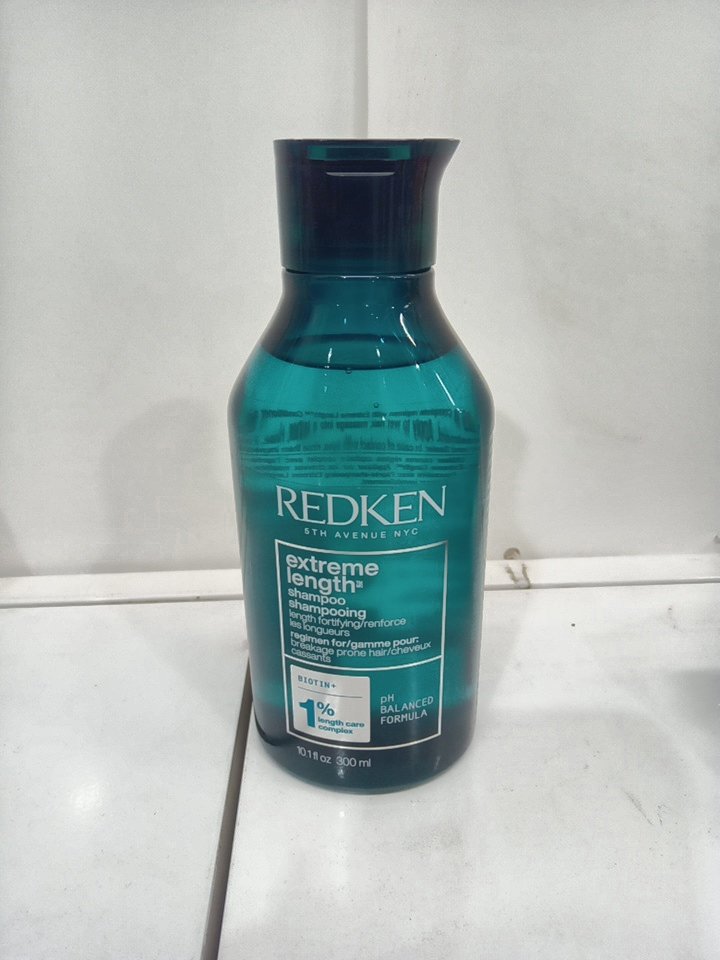 REDKEN
5TH AVENUE NYC
extreme
length
shampoo
shampooing
length fortifying/renforce
les longueurs
regimen for/gamme pour:
breakage prone hair/cheveux
cassants
BIOTIN+
1%
length care
complex
pH
BALANCED
FORMULA
10.1 fl oz 300 ml